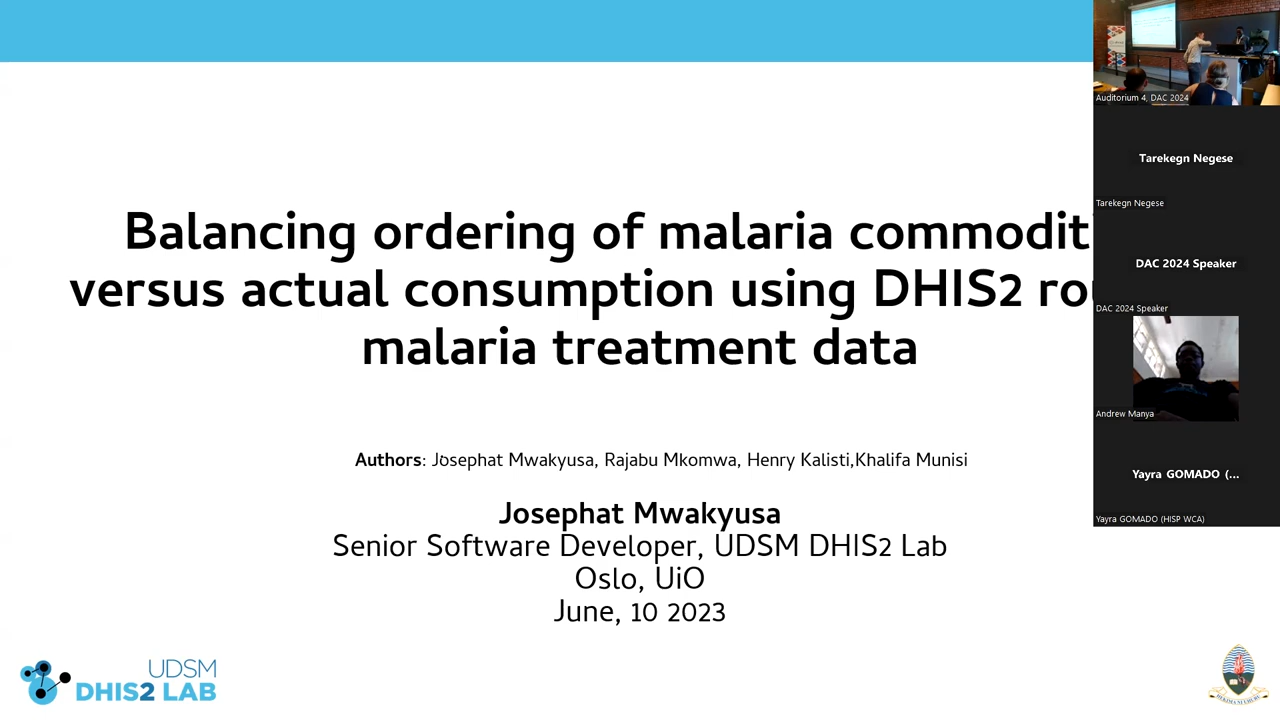 Balancing ordering of malaria commodit
versus actual consumption using DHIS2 ro
malaria treatment data
Authors: Josephat Mwakyusa, Rajabu Mkomwa, Henry Kalisti,Khalifa Munisi
Josephat Mwakyusa
Senior Software Developer, UDSM DHIS2 Lab
Oslo, UiO
June, 10 2023
UDSM
DHIS2 LAB
Auditorium 4, DAC 2024
Tarekegn Negese
Tarekegn Negese
DAC 2024 Speaker
DAC 2024 Speaker
Andrew Manya
Yayra GOMADO (...
Yayra GOMADO (HISP WCA)